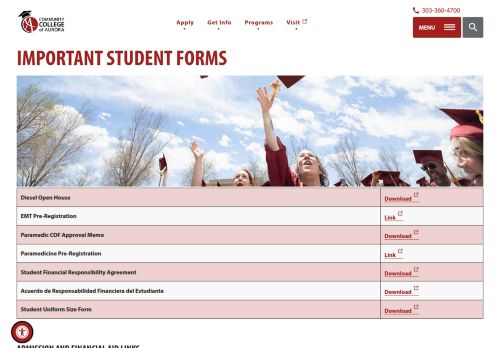 COMMUNITY
COLLEGE
of AURORA
Apply
Get Info
Programs
Visit
303-360-4700
MENU
IMPORTANT STUDENT FORMS
Diesel Open House
Download
EMT Pre-Registration
Link
Paramedic COF Approval Memo
Download
Paramedicine Pre-Registration
Link
Student Financial Responsibility Agreement
Download
Acuerdo de Responsabilidad Financiera del Estudiante
Download
Student Uniform Size Form
Download
ADMISSION AND FINANCIAL AID LINKS